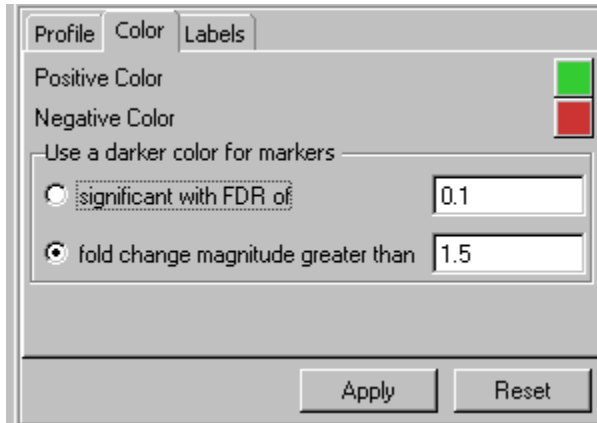 Profile Color Labels
Positive Color
Negative Color
Use a darker color for markers
significant with FDR of 0.1
fold change magnitude greater than 1.5
Apply Reset